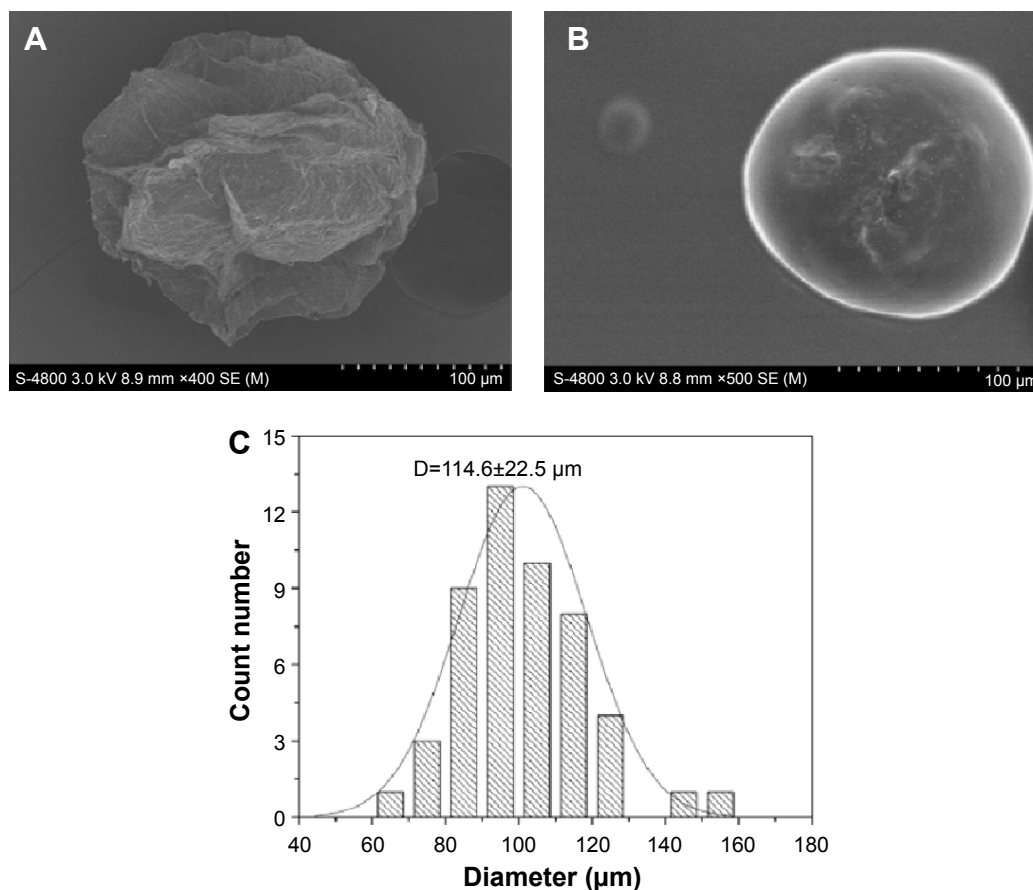 A
S-4800 3.0 kV 8.9 mm ×400 SE (M)
100 µm
B
S-4800 3.0 kV 8.8 mm ×500 SE (M)
100 µm
C
D=114.6±22.5 µm
Count number
15
12
9
6
3
0
40 60 80 100 120 140 160 180
Diameter (µm)